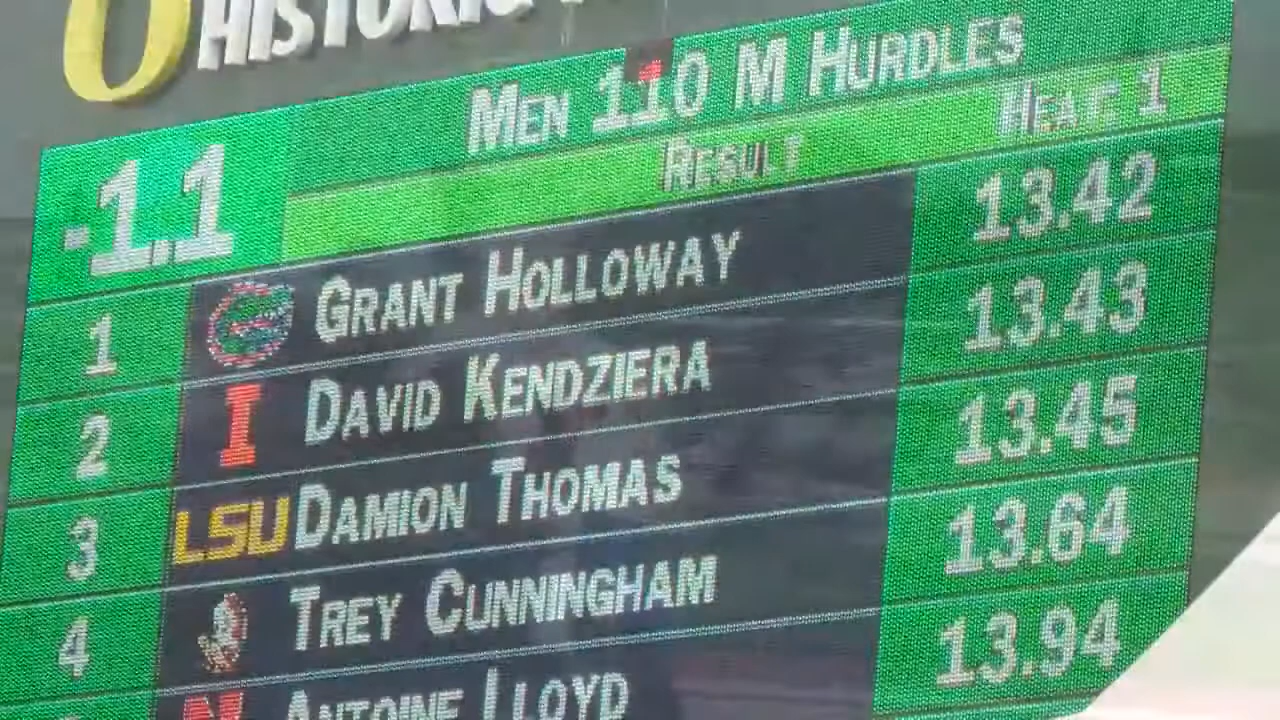 O HISTORIC
MEN 110 M HURDLES
-1.1 RESULT HEAT: 1
1 GRANT HOLLOWAY 13.42
2 DAVID KENDZIERA 13.43
3 LSU DAMION THOMAS 13.45
4 TREY CUNNINGHAM 13.64
ANTOINE LLOYD 13.94